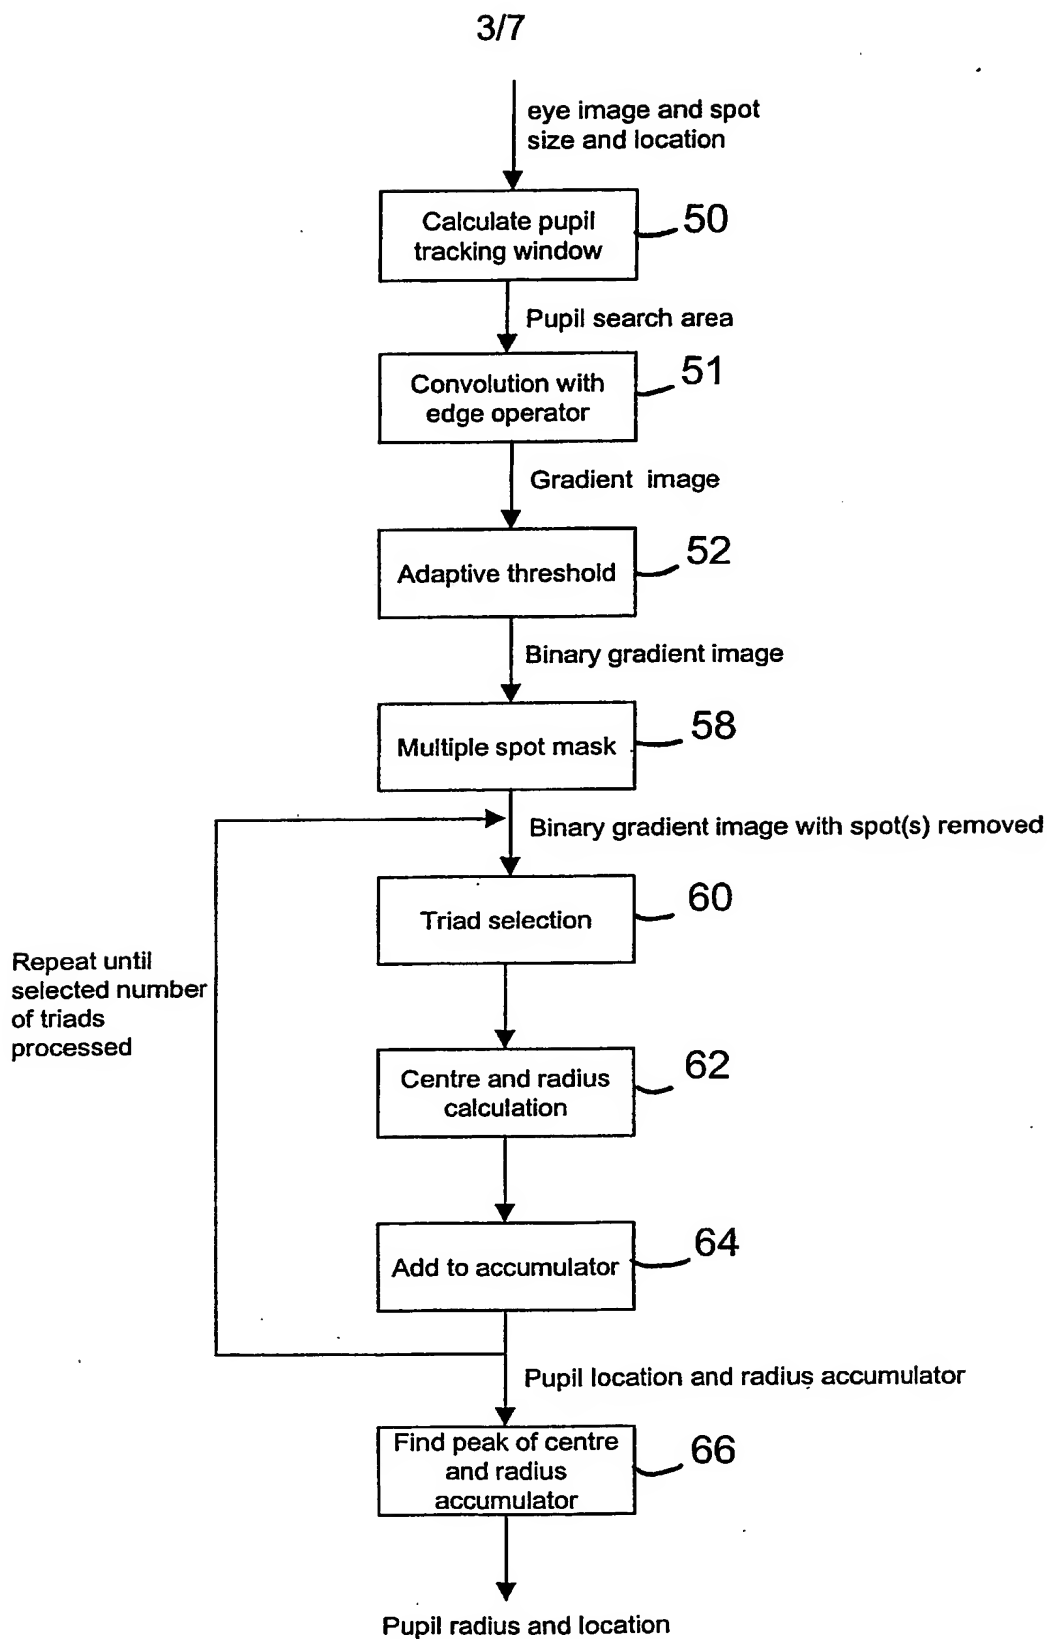 3/7
eye image and spot
size and location
Calculate pupil
tracking window
50
Pupil search area
Convolution with
edge operator
51
Gradient image
Adaptive threshold
52
Binary gradient image
Multiple spot mask
58
Binary gradient image with spot(s) removed
Triad selection
60
Repeat until
selected number
of triads
processed
Centre and radius
calculation
62
Add to accumulator
64
Pupil location and radius accumulator
Find peak of centre
and radius
accumulator
66
Pupil radius and location